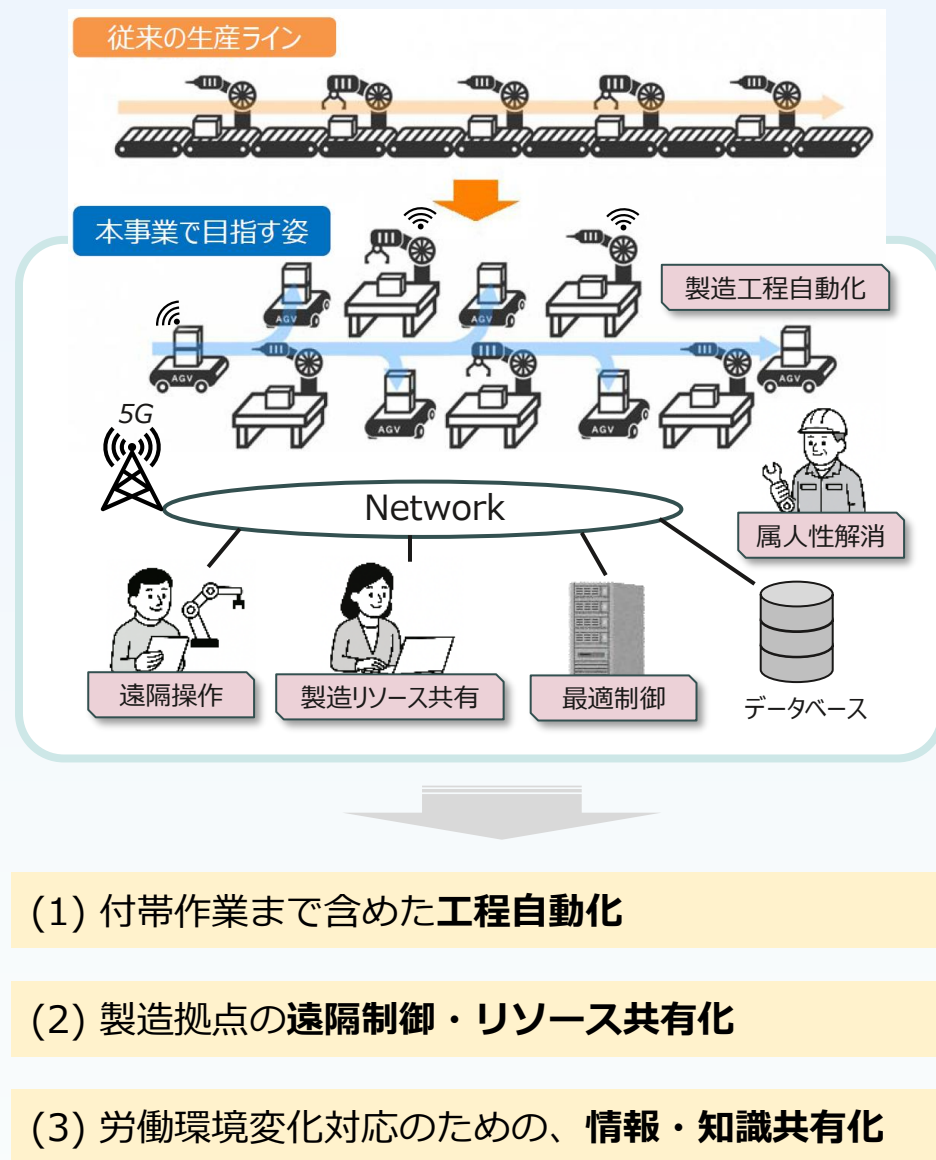 従来の生産ライン
本事業で目指す姿
製造工程自動化
AGV
AGV
AGV
AGV
AGV
AGV
5G
Network
属人性解消
遠隔操作
製造リソース共有
最適制御
データベース
(1) 付帯作業まで含めた工程自動化
(2) 製造拠点の遠隔制御・リソース共有化
(3) 労働環境変化対応のための、情報・知識共有化